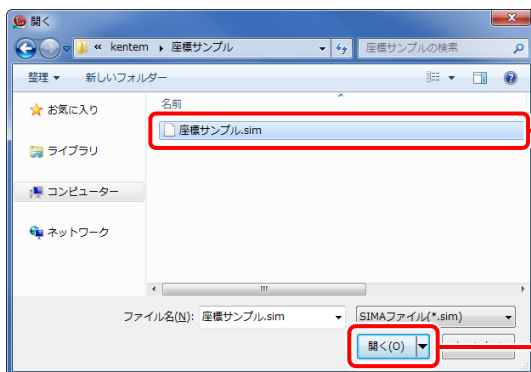 開く
« kentem ▸ 座標サンプル
座標サンプルの検索
整理 ▼ 新しいフォルダー
お気に入り
ライブラリ
コンピューター
ネットワーク
名前
座標サンプル.sim
ファイル名(N): 座標サンプル.sim
SIMAファイル(*.sim)
開く(O)